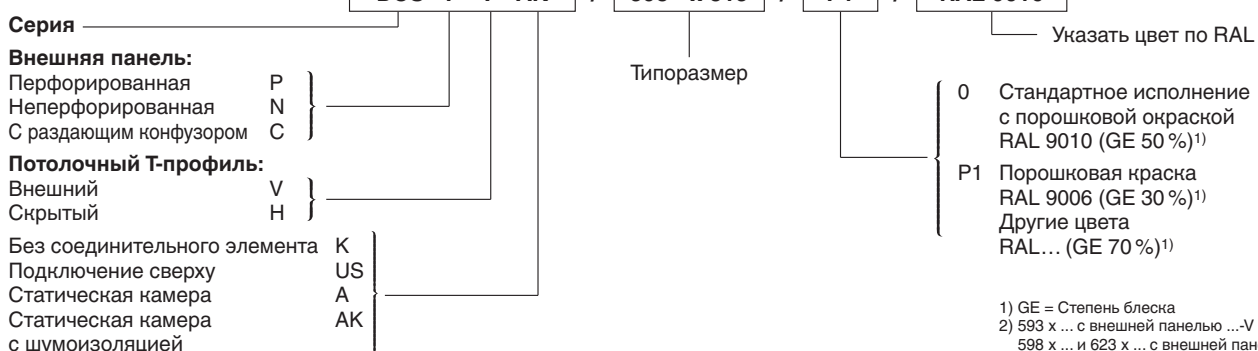 Серия
Внешняя панель:
Перфорированная P
Неперфорированная N
С раздающим конфузором C
Потолочный Т-профиль:
Внешний V
Скрытый H
Без соединительного элемента K
Подключение сверху US
Статическая камера A
Статическая камера AK
с шумоизоляцией
Типоразмер
Указать цвет по RAL
0 Стандартное исполнение
с порошковой окраской
RAL 9010 (GE 50 %)1)
P1 Порошковая краска
RAL 9006 (GE 30 %)1)
Другие цвета
RAL… (GE 70 %)1)
1) GE = Степень блеска
2) 593 x ... с внешней панелью ...-V
598 x ... и 623 x ... с внешней